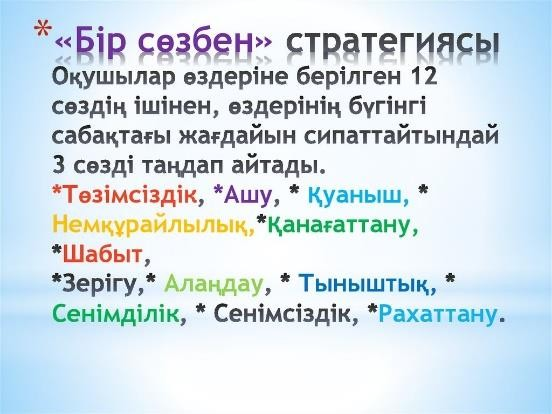 * «Бір сөзбен» стратегиясы
Оқушылар өздеріне берілген 12
сөздің ішінен, өздерінің бүгінгі
сабақтағы жағдайын сипаттайтындай
3 сөзді таңдап айтады.
*Төзімсіздік, *Ашу, * Қуаныш, *
Немқұрайлылық,*Қанағаттану,
*Шабыт,
*Зерігу,* Алаңдау, * Тыныштық, *
Сенімділік, * Сенімсіздік, *Рахаттану.